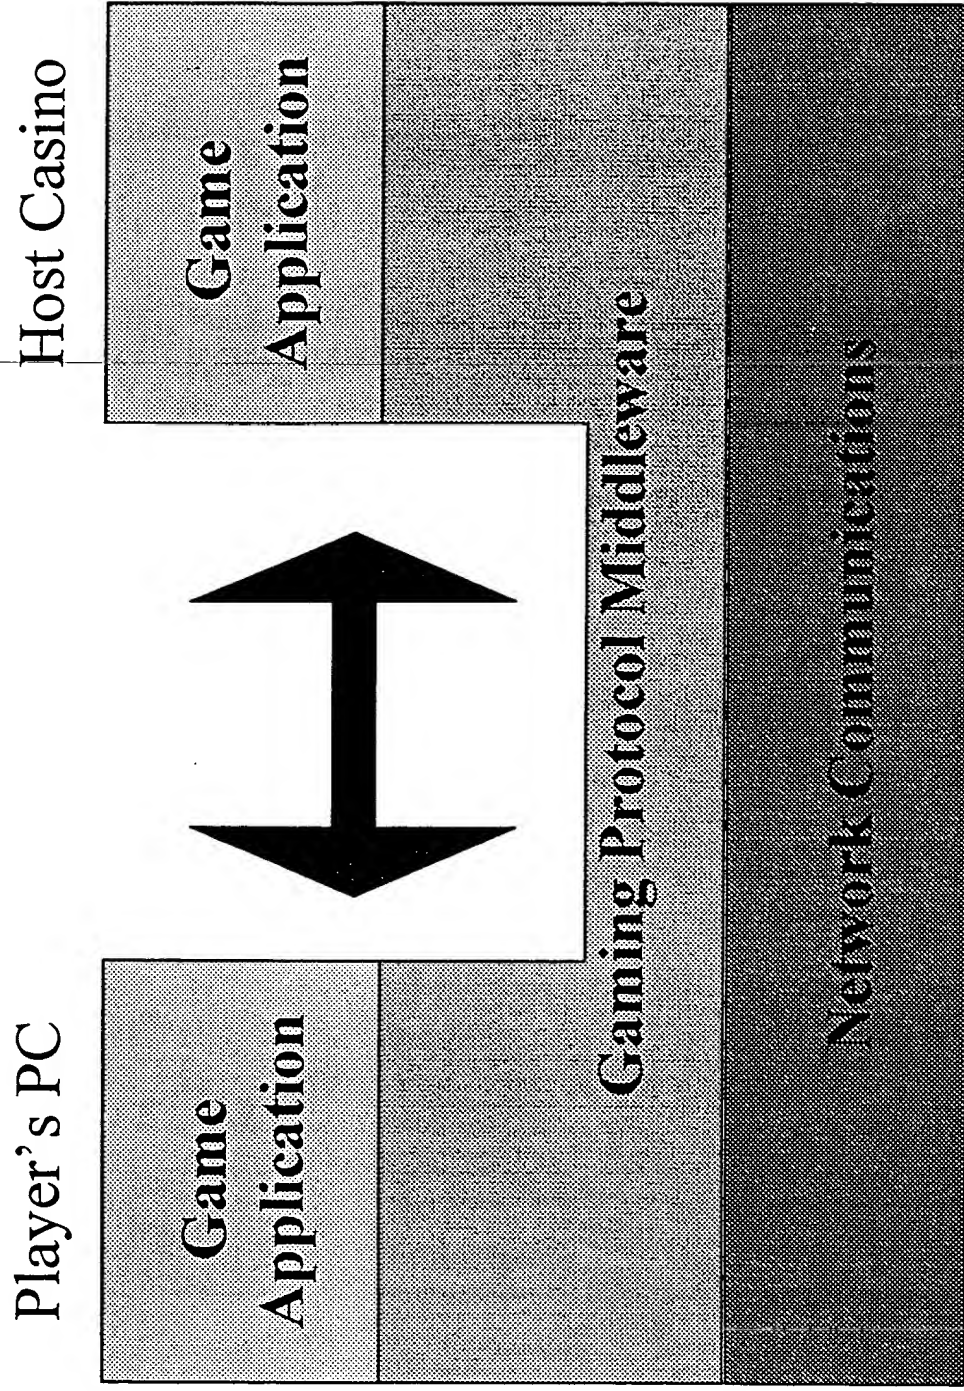 Player's PC
Host Casino
Game
Application
Game
Application
Gaming Protocol Middleware
Network Communications